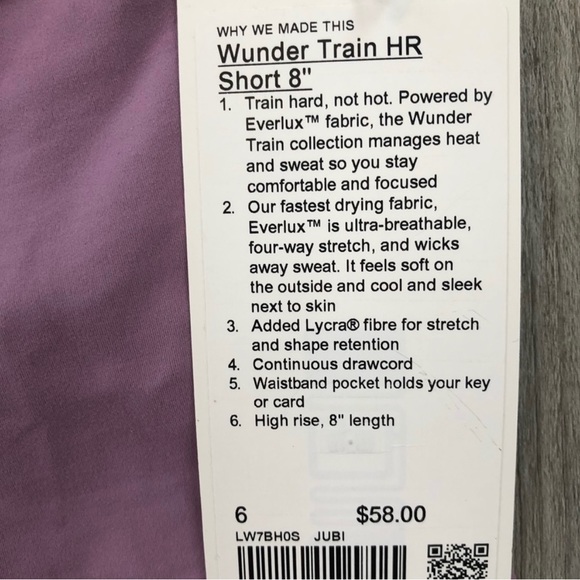 WHY WE MADE THIS
Wunder Train HR
Short 8"
1. Train hard, not hot. Powered by
Everlux™ fabric, the Wunder
Train collection manages heat
and sweat so you stay
comfortable and focused
2. Our fastest drying fabric,
Everlux™ is ultra-breathable,
four-way stretch, and wicks
away sweat. It feels soft on
the outside and cool and sleek
next to skin
3. Added Lycra® fibre for stretch
and shape retention
4. Continuous drawcord
5. Waistband pocket holds your key
or card
6. High rise, 8" length
6 $58.00
LW7BH0S JUBI